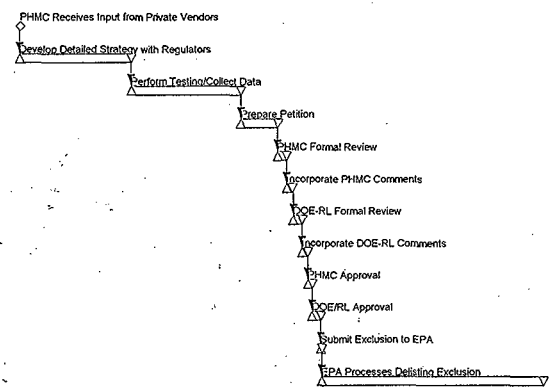 PHMC Receives Input from Private Vendors
Develop Detailed Strategy with Regulators
Perform Testing/Collect Data
Prepare Petition
PHMC Formal Review
Incorporate PHMC Comments
DOE-RL Formal Review
Incorporate DOE-RL Comments
PHMC Approval
DOE/RL Approval
Submit Exclusion to EPA
EPA Processes Delisting Exclusion